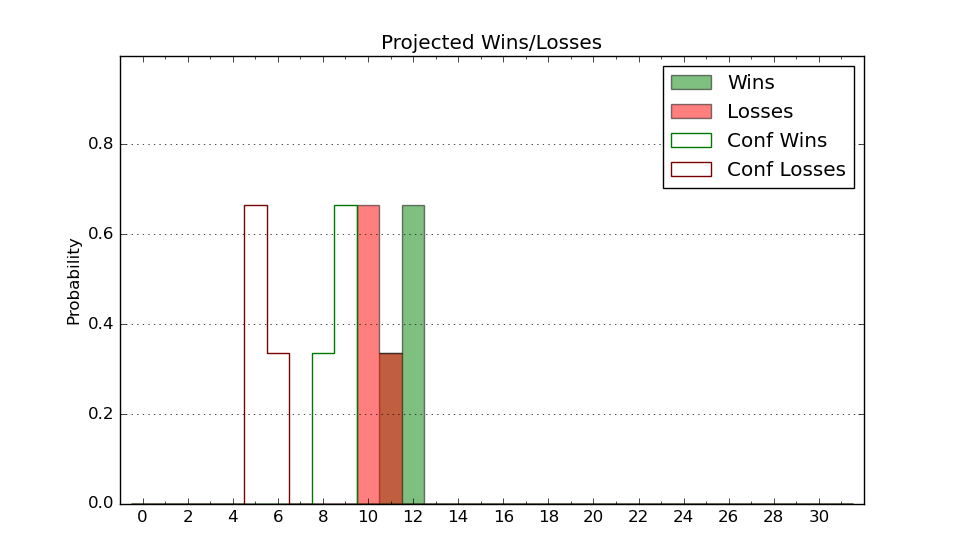 Projected Wins/Losses
Wins
Losses
Conf Wins
Conf Losses
Probability
0.8
0.6
0.4
0.2
0.0
0 2 4 6 8 10 12 14 16 18 20 22 24 26 28 30